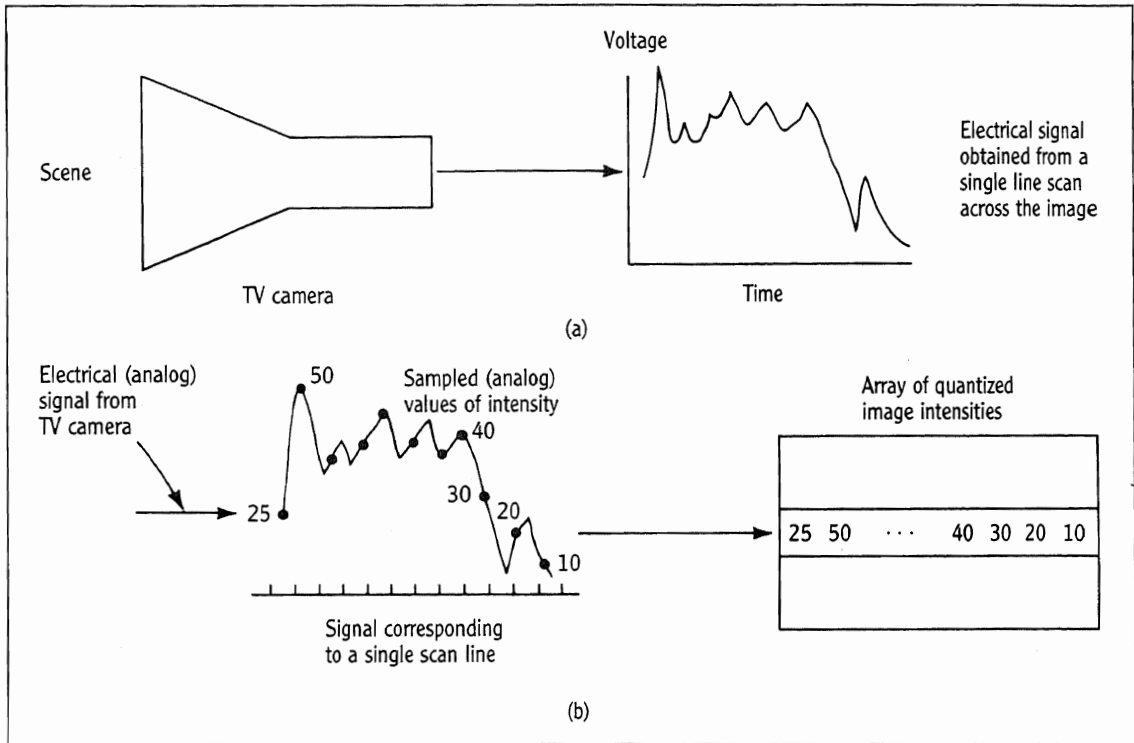 Voltage
Scene
Electrical signal
obtained from a
single line scan
across the image
TV camera
Time
(a)
Electrical (analog)
signal from
TV camera
50
Sampled (analog)
values of intensity
40
25
30
20
10
Signal corresponding
to a single scan line
Array of quantized
image intensities
25 50 ··· 40 30 20 10
(b)